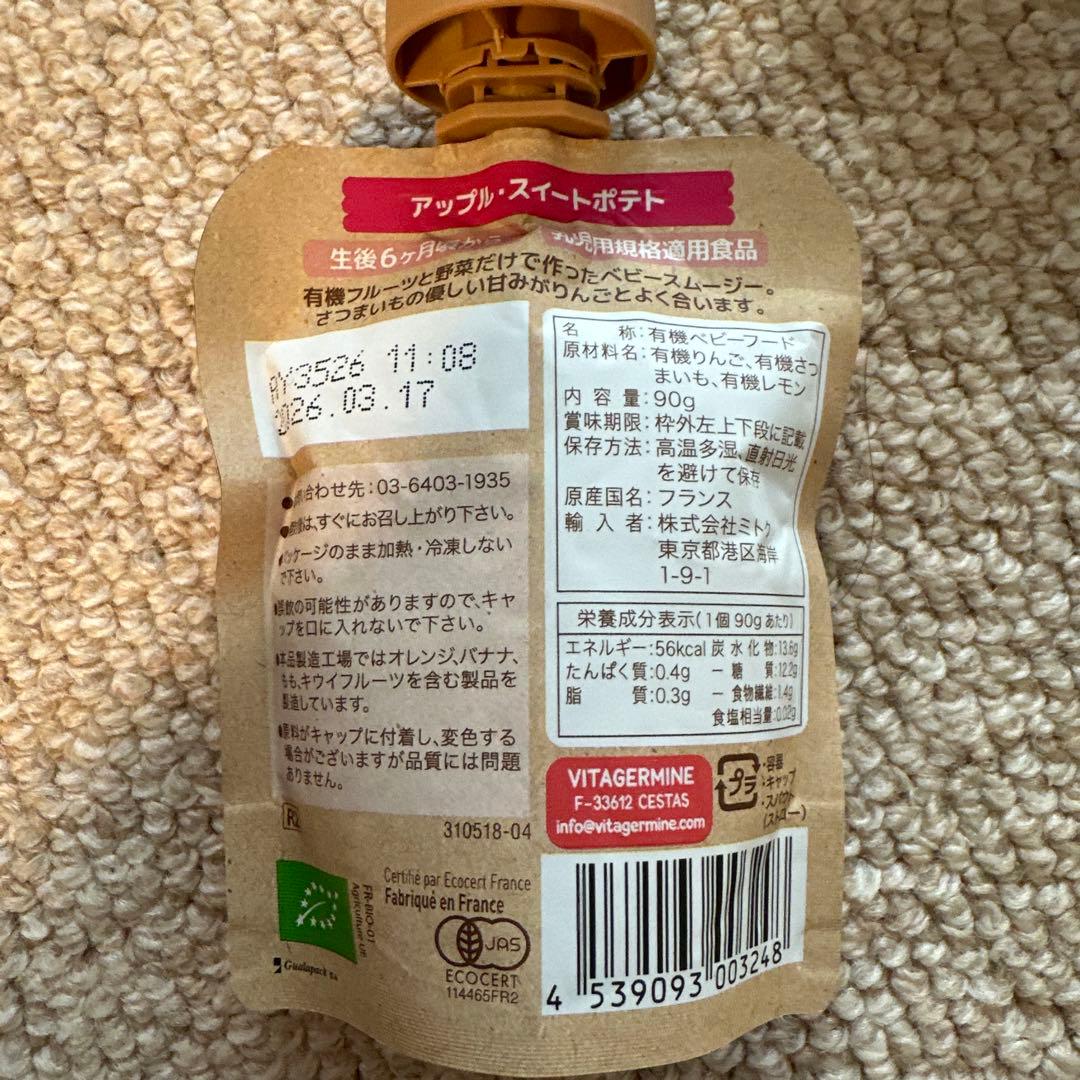 アップル・スイートポテト
生後6ヶ月
乳児用規格適用食品
有機フルーツと野菜だけで作ったベビースムージー。
さつまいもの優しい甘みがりんごとよく合います。
3526 11:08
2026.03.17
い合わせ先:03-6403-1935
は、すぐにお召し上がり下さい。
●パッケージのまま加熱・冷凍しない
で下さい。
●誤飲の可能性がありますので、キャ
ップを口に入れないで下さい。
●本品製造工場ではオレンジ、バナナ、
もも、キウイフルーツを含む製品を
製造しています。
●原料がキャップに付着し、変色する
場合がございますが品質には問題
ありません。
310518-04
名称:有機ベビーフード
原材料名:有機りんご、有機さつ
まいも、有機レモン
内容量:90g
賞味期限:枠外左上下段に記載
保存方法:高温多湿、直射日光
を避けて保存
原産国名:フランス
輸入者:株式会社ミトク
東京都港区海岸
1-9-1
栄養成分表示(1個90gあたり)
エネルギー:56kcal 炭水化物:13.6g
たんぱく質:0.4g － 糖質:12.2g
脂質:0.3g － 食物繊維:1.4g
食塩相当量:0.02g
VITAGERMINE
F-33612 CESTAS
info@vitagermine.com
プラ
・容器
・キャップ
・スパウト
(ストロー)
FR-BIO-01
Agriculture UE
Gualapack
Certifié par Ecocert France
Fabriqué en France
JAS
ECOCERT
114465FR2
4 539093 003248